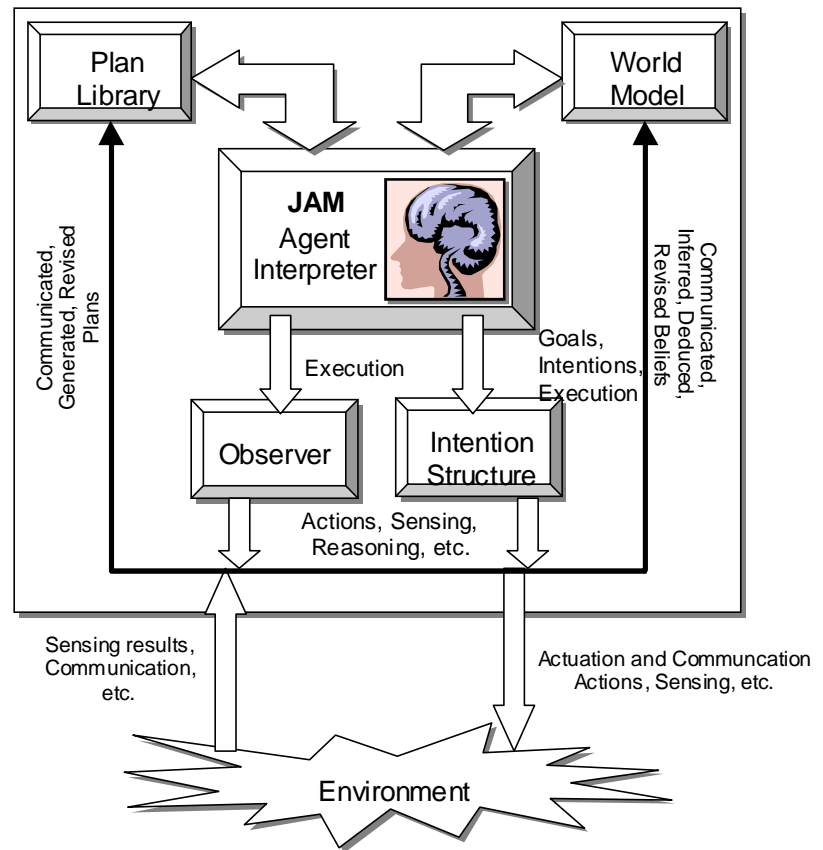 Plan
Library
World
Model
JAM
Agent
Interpreter
Communicated,
Generated, Revised
Plans
Communicated,
Inferred, Deduced,
Revised Beliefs
Execution
Goals,
Intentions,
Execution
Observer
Intention
Structure
Actions, Sensing,
Reasoning, etc.
Sensing results,
Communication,
etc.
Actuation and Communcation
Actions, Sensing, etc.
Environment